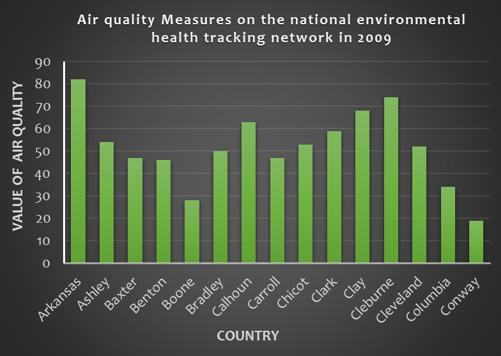 Air quality Measures on the national environmental
health tracking network in 2009
VALUE OF AIR QUALITY
90
80
70
60
50
40
30
20
10
0
Arkansas
Ashley
Baxter
Benton
Boone
Bradley
Calhoun
Carroll
Chicot
Clark
Clay
Cleburne
Cleveland
Columbia
Conway
COUNTRY